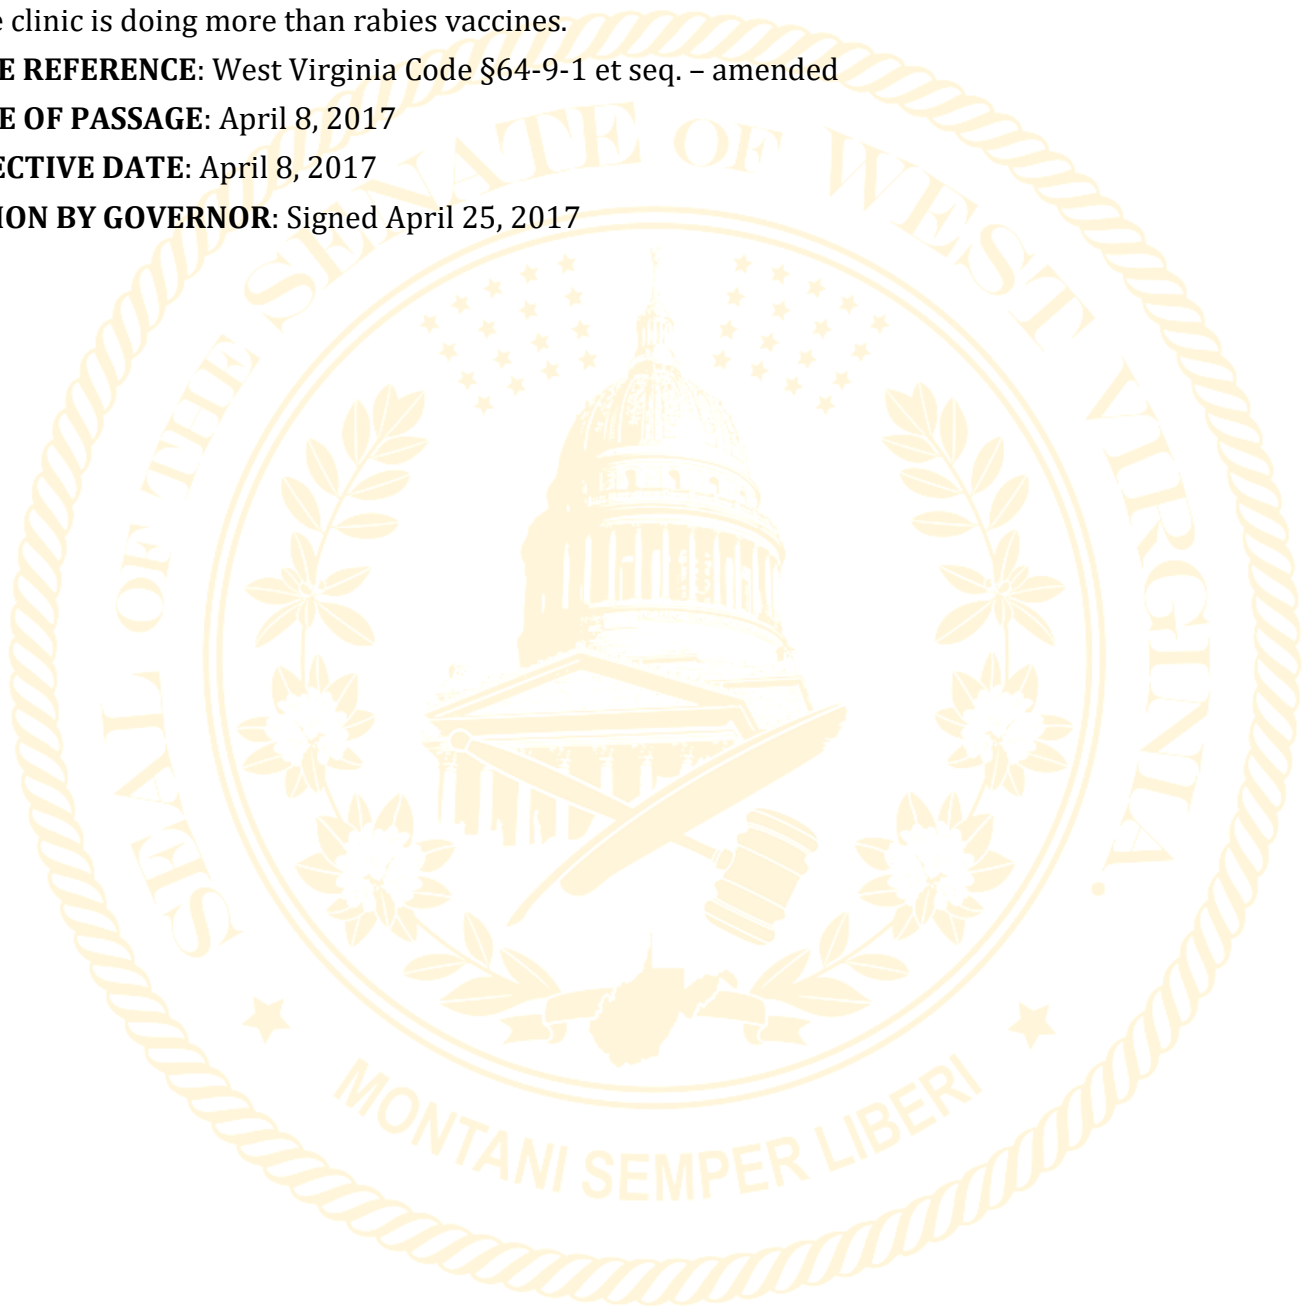 e clinic is doing more than rabies vaccines.
E REFERENCE: West Virginia Code §64-9-1 et seq. – amended
E OF PASSAGE: April 8, 2017
ECTIVE DATE: April 8, 2017
ION BY GOVERNOR: Signed April 25, 2017
SEAL OF THE SENATE OF WEST VIRGINIA.
MONTANI SEMPER LIBERI